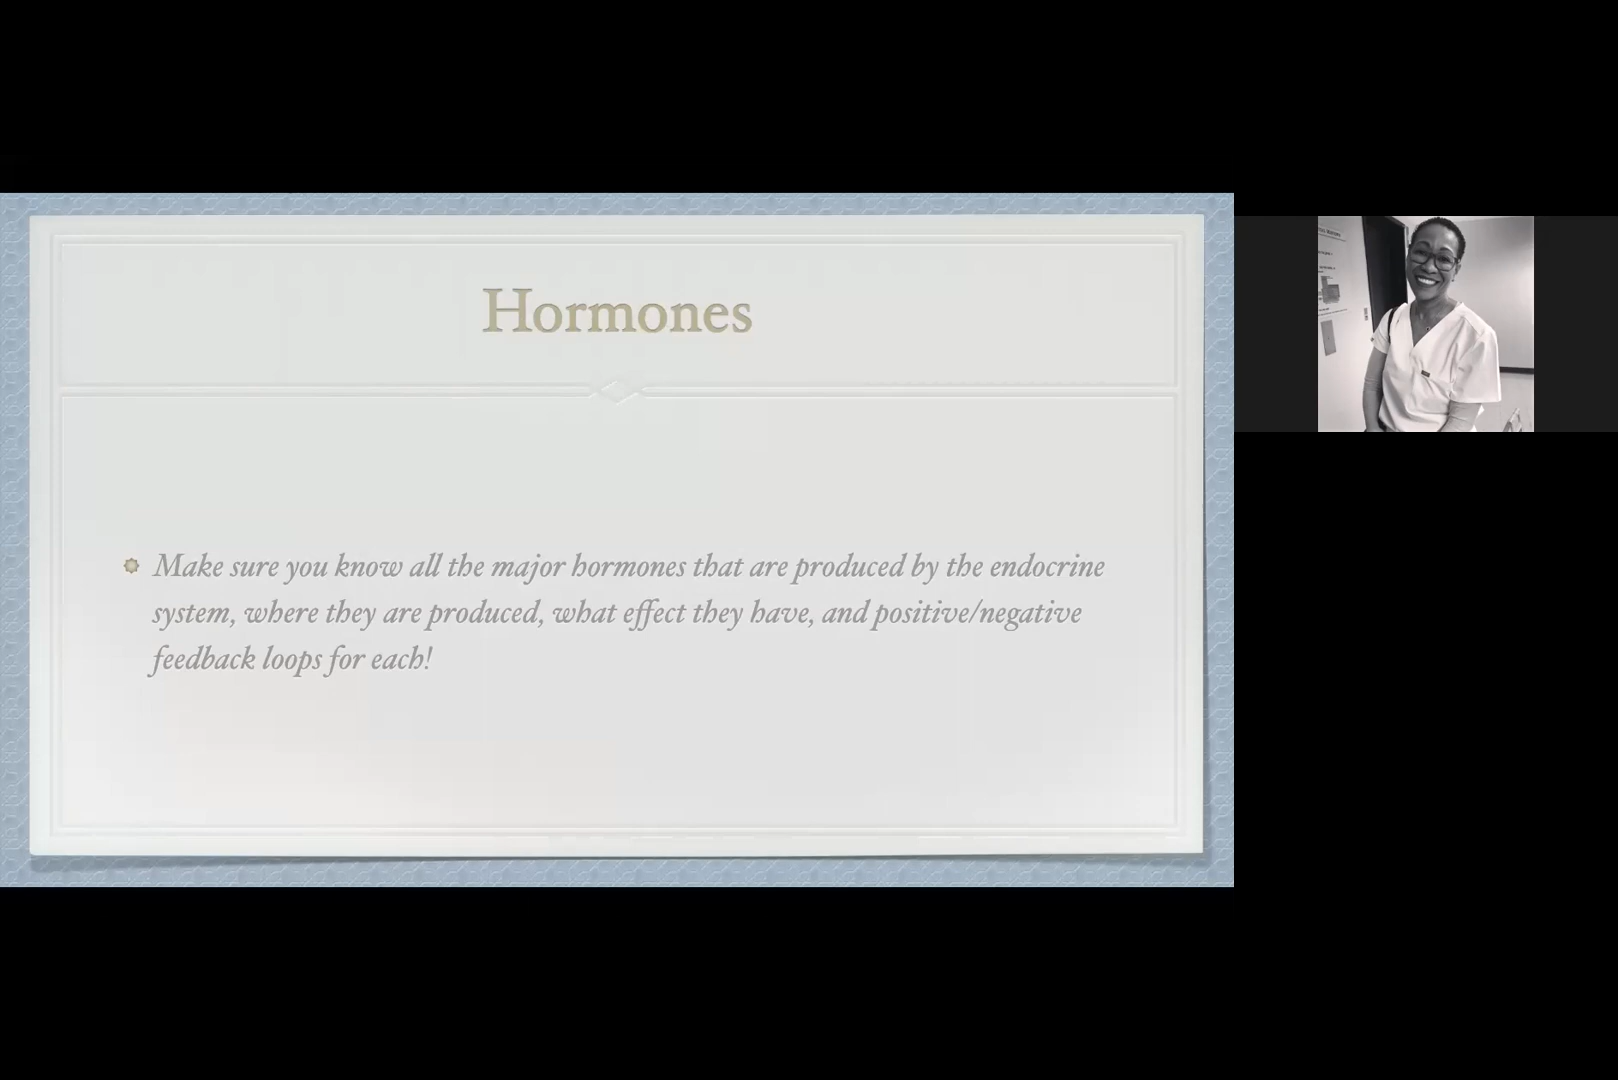 Hormones
Make sure you know all the major hormones that are produced by the endocrine
system, where they are produced, what effect they have, and positive/negative
feedback loops for each!